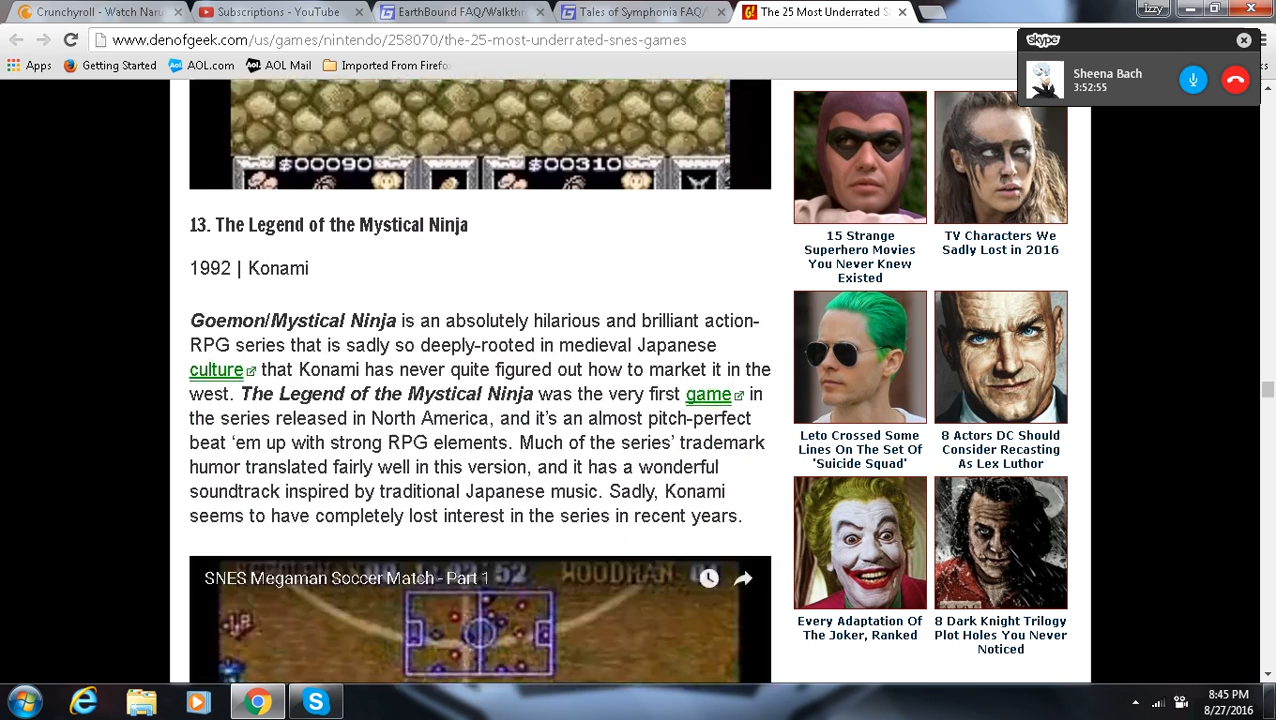 Crunchyroll - Watch Naru
Subscriptions - YouTube
EarthBound FAQ/Walkthr
Tales of Symphonia FAQ/
The 25 Most Underrated S
Izzy
www.denofgeek.com/us/games/nintendo/258070/the-25-most-underrated-snes-games
Apps
Getting Started
AOL.com
AOL Mail
Imported From Firefo
skype
Sheena Bach
3:52:55
$00090
$00310
13. The Legend of the Mystical Ninja
1992 | Konami
Goemon/Mystical Ninja is an absolutely hilarious and brilliant action-
RPG series that is sadly so deeply-rooted in medieval Japanese
culture that Konami has never quite figured out how to market it in the
west. The Legend of the Mystical Ninja was the very first game in
the series released in North America, and it's an almost pitch-perfect
beat 'em up with strong RPG elements. Much of the series' trademark
humor translated fairly well in this version, and it has a wonderful
soundtrack inspired by traditional Japanese music. Sadly, Konami
seems to have completely lost interest in the series in recent years.
SNES Megaman Soccer Match - Part 1
WOODMAN
15 Strange
Superhero Movies
You Never Knew
Existed
TV Characters We
Sadly Lost in 2016
Leto Crossed Some
Lines On The Set Of
'Suicide Squad'
8 Actors DC Should
Consider Recasting
As Lex Luthor
Every Adaptation Of
The Joker, Ranked
8 Dark Knight Trilogy
Plot Holes You Never
Noticed
8:45 PM
8/27/2016